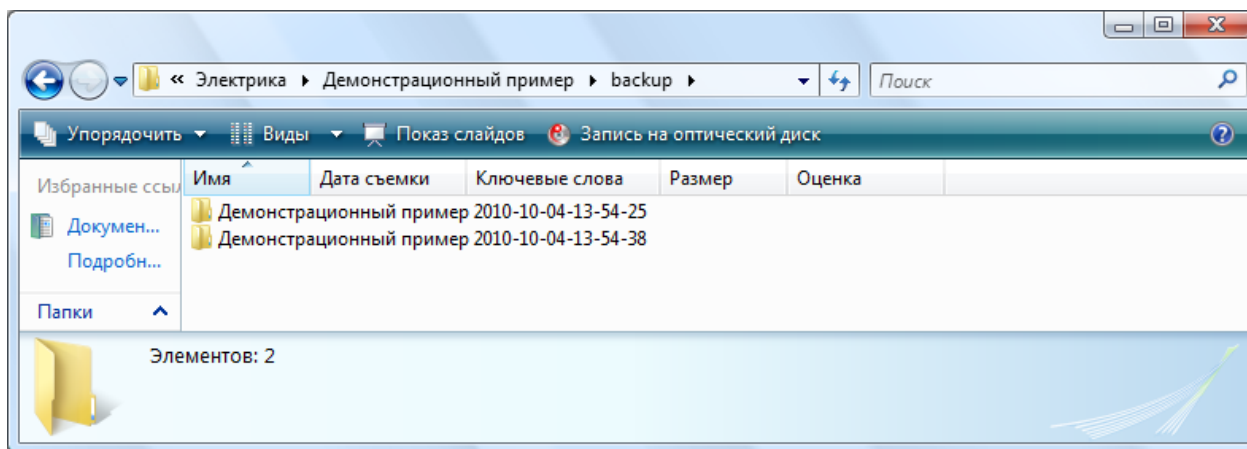 « Электрика Демонстрационный пример backup Поиск
Упорядочить Виды Показ слайдов Запись на оптический диск
Избранные ссыл Имя Дата съемки Ключевые слова Размер Оценка
Демонстрационный пример 2010-10-04-13-54-25
Докумен...
Демонстрационный пример 2010-10-04-13-54-38
Подробн...
Папки
Элементов: 2